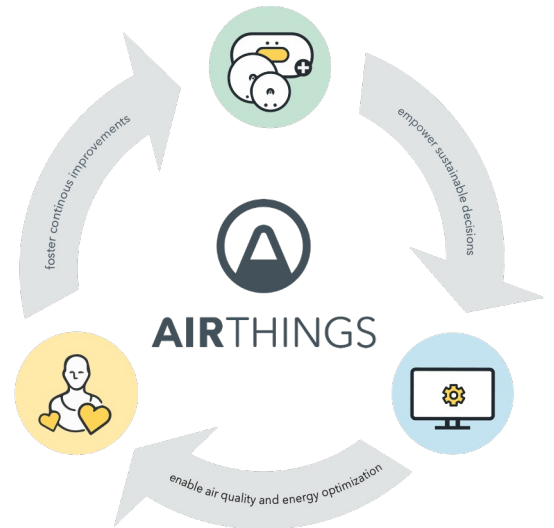 empower sustainable decisions
foster continous improvements
AIRTHINGS
enable air quality and energy optimization